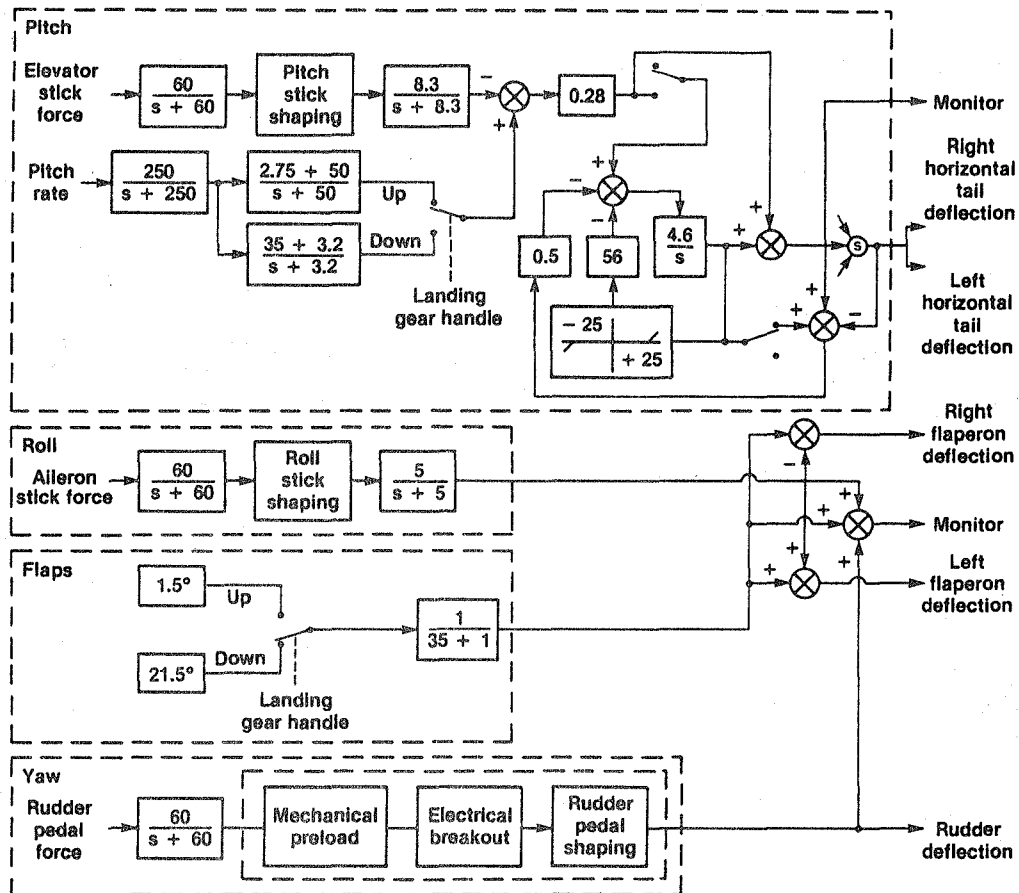 Pitch
Elevator
stick
force
60
s + 60
Pitch
stick
shaping
8.3
s + 8.3
−
+
0.28
Pitch
rate
250
s + 250
2.75 + 50
s + 50
Up
35 + 3.2
s + 3.2
Down
Landing
gear handle
+
−
−
0.5
56
4.6
s
− 25
+ 25
+
+
s
+
+
−
Monitor
Right
horizontal
tail
deflection
Left
horizontal
tail
deflection
Roll
Aileron
stick force
60
s + 60
Roll
stick
shaping
5
s + 5
Flaps
1.5°
Up
21.5°
Down
Landing
gear handle
1
35 + 1
−
+
+
+
+
+
Right
flaperon
deflection
Monitor
Left
flaperon
deflection
Yaw
Rudder
pedal
force
60
s + 60
Mechanical
preload
Electrical
breakout
Rudder
pedal
shaping
Rudder
deflection